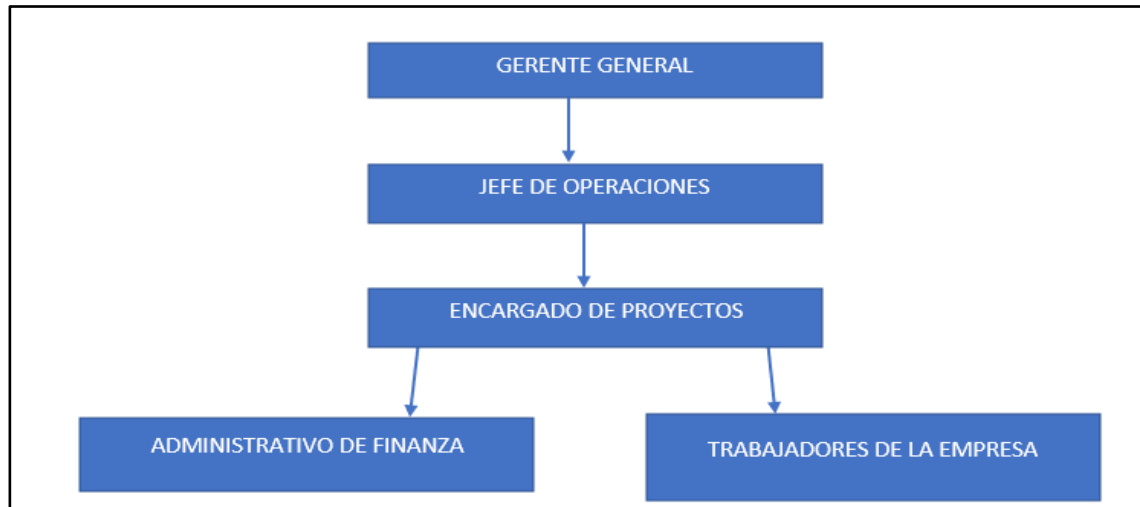 GERENTE GENERAL
JEFE DE OPERACIONES
ENCARGADO DE PROYECTOS
ADMINISTRATIVO DE FINANZA
TRABAJADORES DE LA EMPRESA